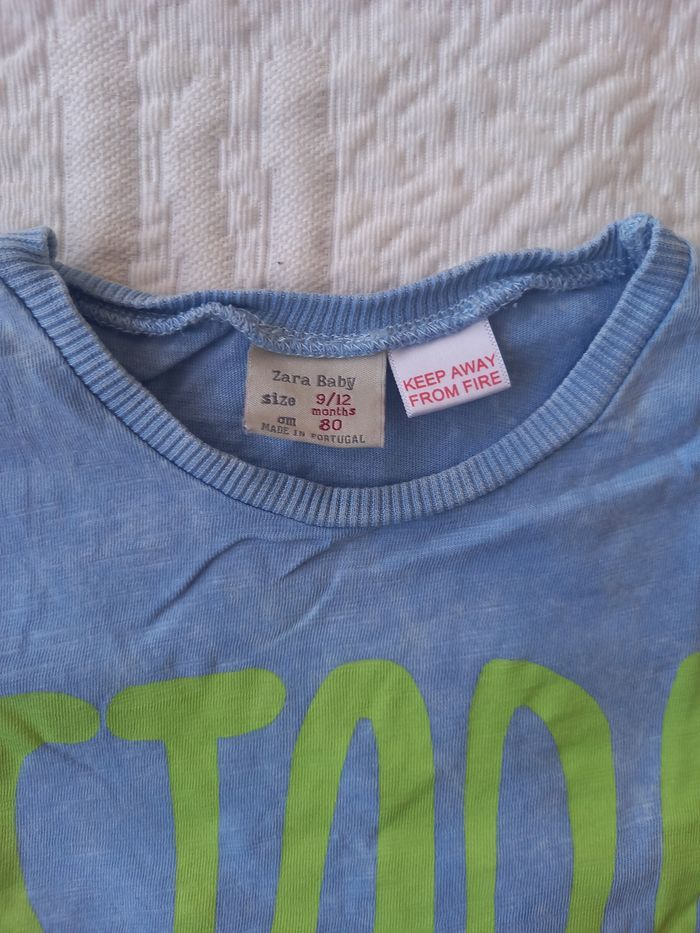 Zara Baby
size 9/12
months
cm 80
MADE IN PORTUGAL
KEEP AWAY
FROM FIRE